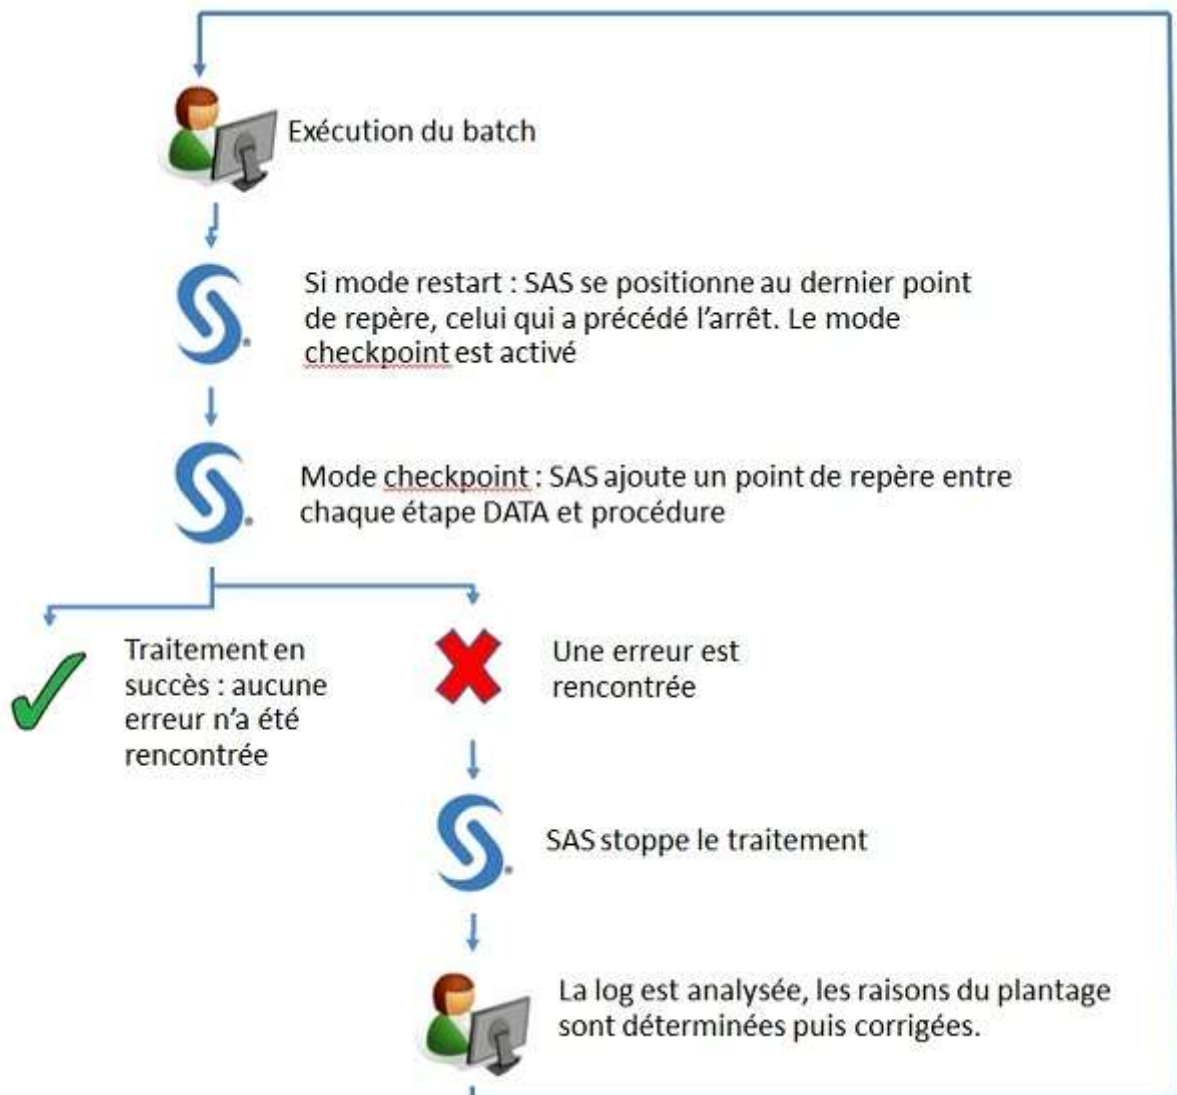 Exécution du batch
Si mode restart : SAS se positionne au dernier point
de repère, celui qui a précédé l'arrêt. Le mode
checkpoint est activé
Mode checkpoint : SAS ajoute un point de repère entre
chaque étape DATA et procédure
Traitement en
succès : aucune
erreur n'a été
rencontrée
Une erreur est
rencontrée
SAS stoppe le traitement
La log est analysée, les raisons du plantage
sont déterminées puis corrigées.